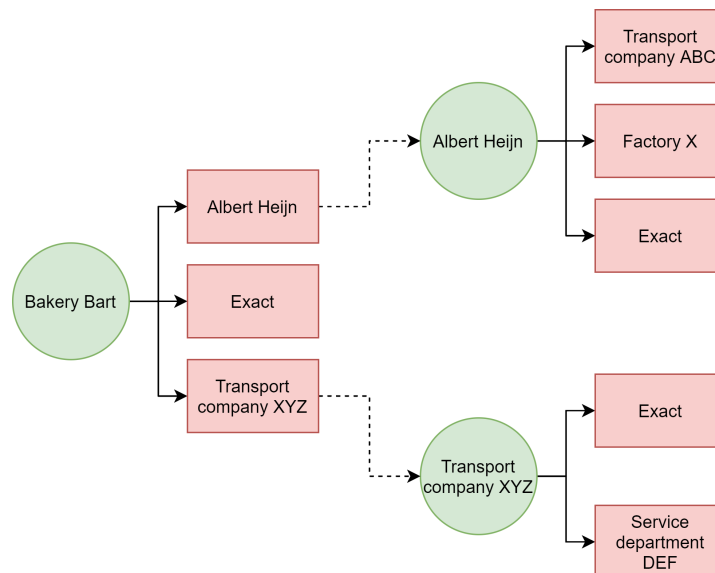 Transport
company ABC
Albert Heijn
Factory X
Albert Heijn
Exact
Bakery Bart
Exact
Transport
company XYZ
Exact
Transport
company XYZ
Service
department
DEF